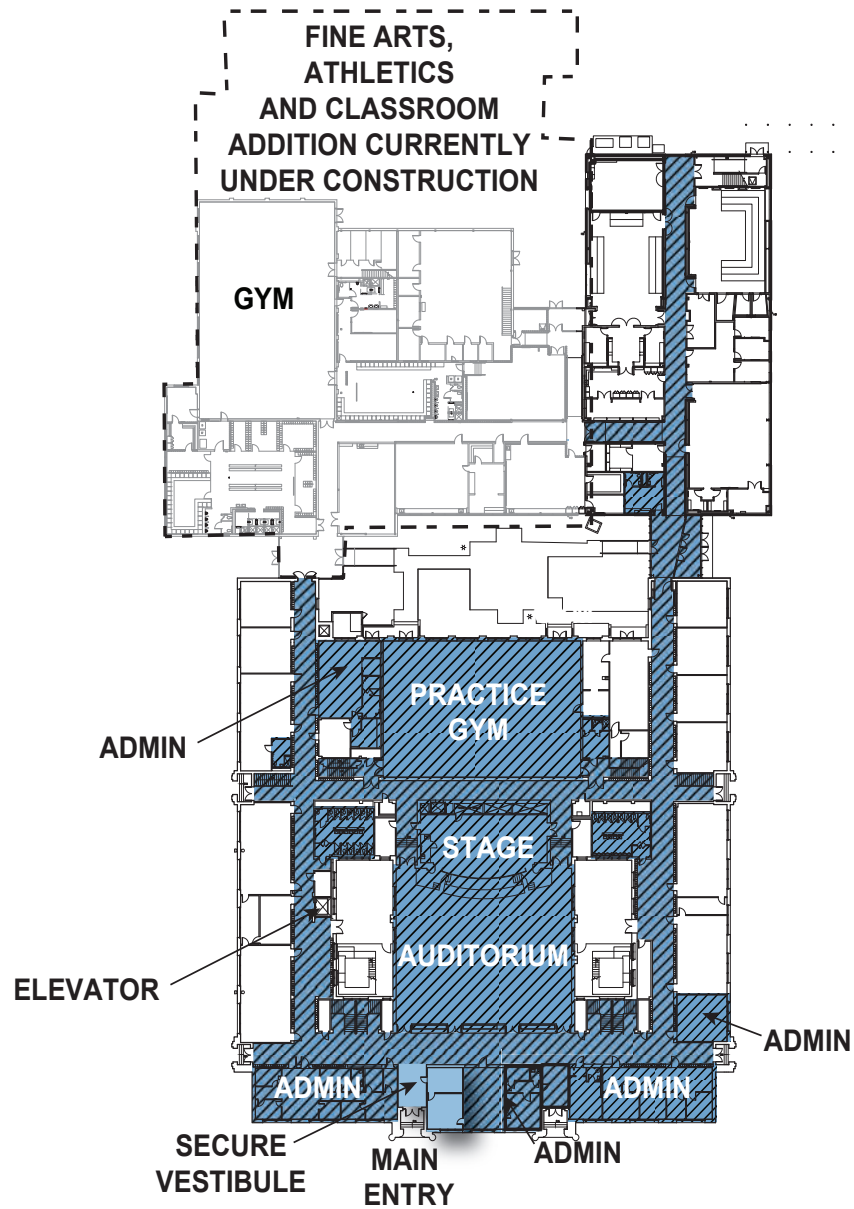 FINE ARTS,
ATHLETICS
AND CLASSROOM
ADDITION CURRENTLY
UNDER CONSTRUCTION
GYM
PRACTICE
GYM
ADMIN
STAGE
AUDITORIUM
ELEVATOR
ADMIN
ADMIN
ADMIN
SECURE
VESTIBULE
MAIN
ENTRY
ADMIN